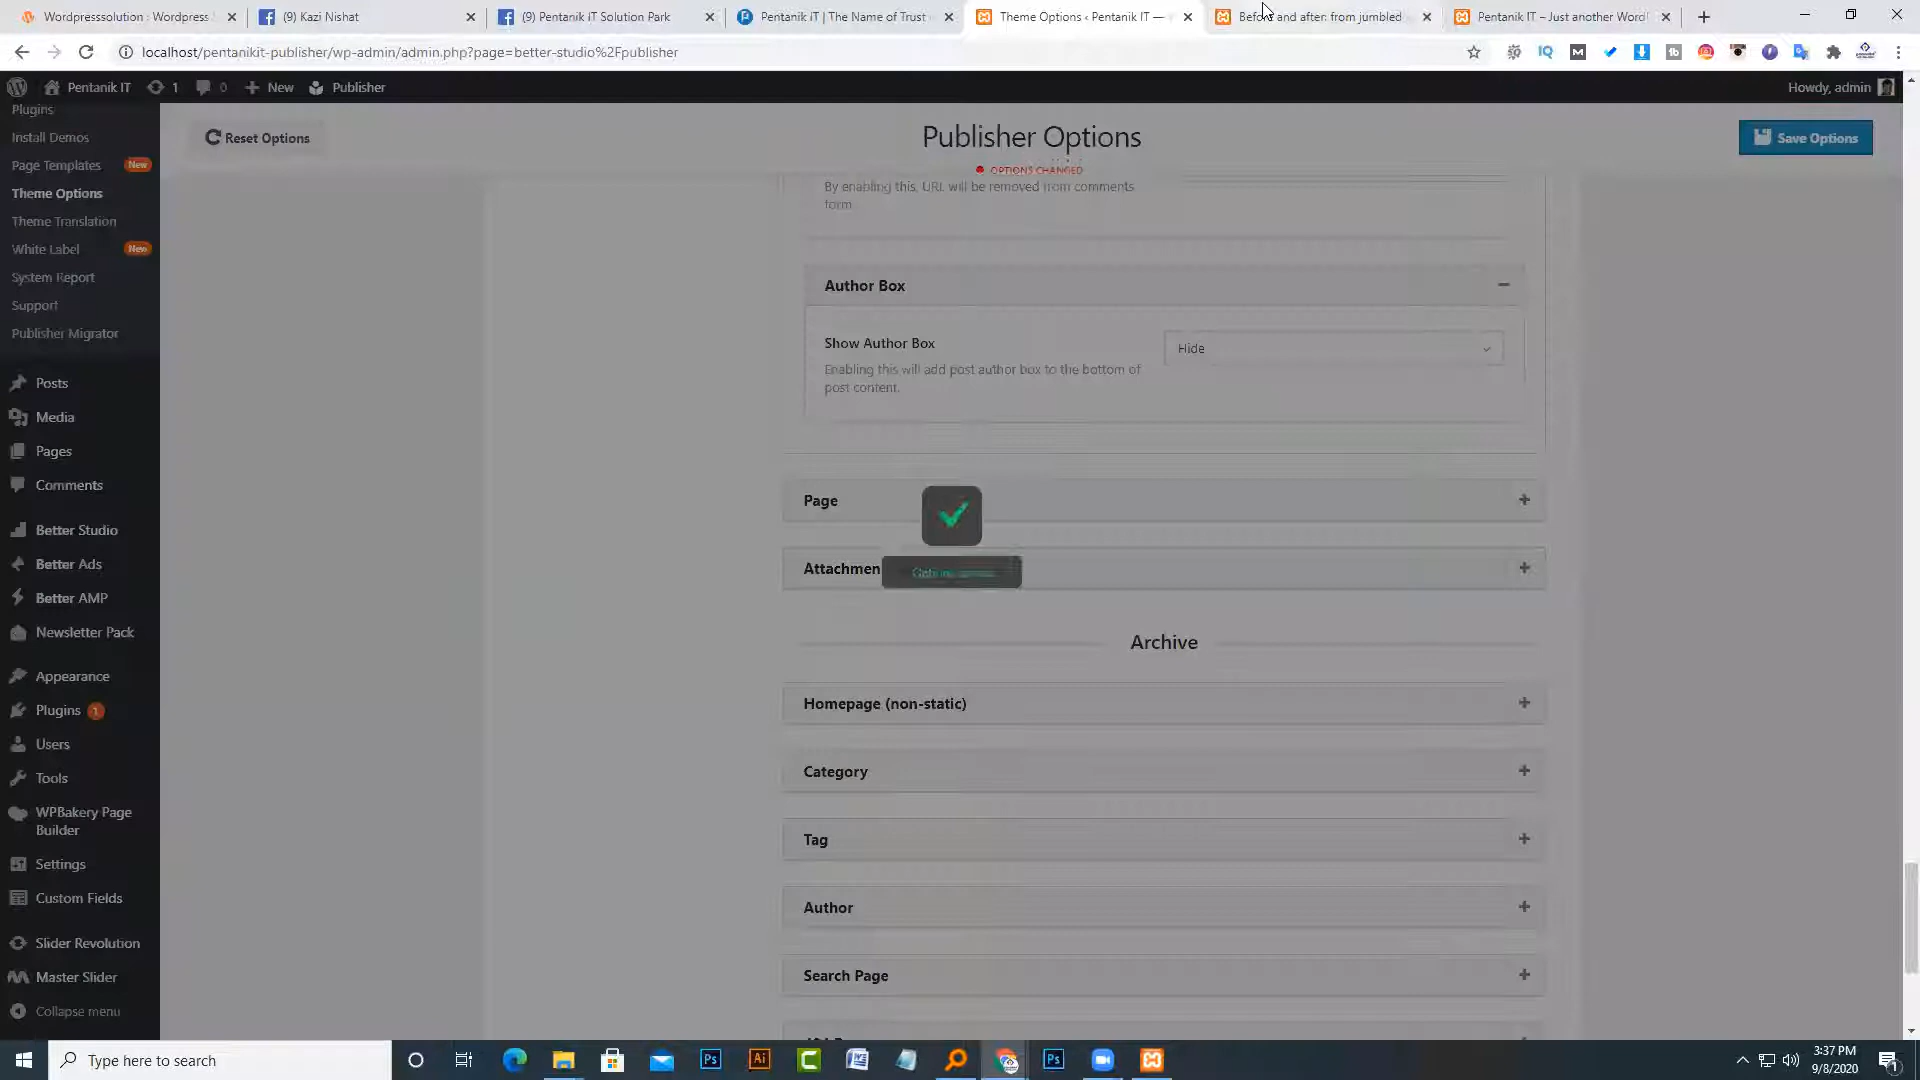 Wordpresssolution : Wordpress
(9) Kazi Nishat
(9) Pentanik iT Solution Park
Pentanik iT | The Name of Trust
Theme Options ‹ Pentanik IT —
Before and after: from jumbled
Pentanik IT – Just another Word
localhost/pentanikit-publisher/wp-admin/admin.php?page=better-studio%2Fpublisher
Pentanik IT
1
0
New
Publisher
Howdy, admin
Plugins
Install Demos
Page Templates New
Theme Options
Theme Translation
White Label New
System Report
Support
Publisher Migrator
Posts
Media
Pages
Comments
Better Studio
Better Ads
Better AMP
Newsletter Pack
Appearance
Plugins 1
Users
Tools
WPBakery Page
Builder
Settings
Custom Fields
Slider Revolution
Master Slider
Collapse menu
Reset Options
Publisher Options
OPTIONS CHANGED
Save Options
By enabling this, URL will be removed from comments
form.
Author Box
Show Author Box
Hide
Enabling this will add post author box to the bottom of
post content.
Page
Attachmen
Archive
Homepage (non-static)
Category
Tag
Author
Search Page
Type here to search
3:37 PM
9/8/2020
1